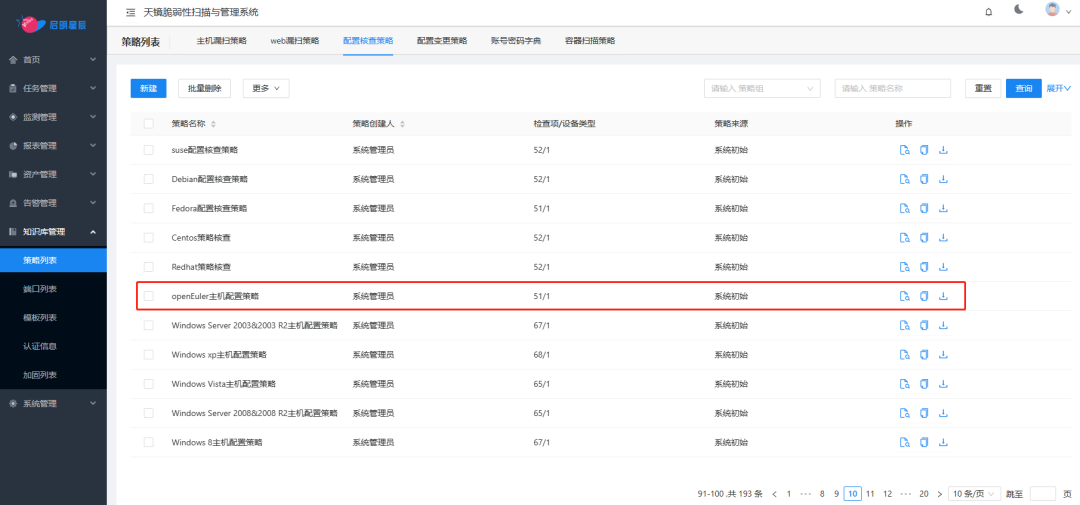 启明星辰
天镜脆弱性扫描与管理系统
首页
任务管理
监测管理
报表管理
资产管理
告警管理
知识库管理
策略列表
端口列表
模板列表
认证信息
加固列表
系统管理
策略列表 主机漏扫策略 web漏扫策略 配置核查策略 配置变更策略 账号密码字典 容器扫描策略
新建 批量删除 更多 请输入 策略组 请输入 策略名称 重置 查询 展开
策略名称 策略创建人 检查项/设备类型 策略来源 操作
suse配置核查策略 系统管理员 52/1 系统初始
Debian配置核查策略 系统管理员 52/1 系统初始
Fedora配置核查策略 系统管理员 51/1 系统初始
Centos策略核查 系统管理员 52/1 系统初始
Redhat策略核查 系统管理员 52/1 系统初始
openEuler主机配置策略 系统管理员 51/1 系统初始
Windows Server 2003&2003 R2主机配置策略 系统管理员 67/1 系统初始
Windows xp主机配置策略 系统管理员 68/1 系统初始
Windows Vista主机配置策略 系统管理员 65/1 系统初始
Windows Server 2008&2008 R2主机配置策略 系统管理员 65/1 系统初始
Windows 8主机配置策略 系统管理员 67/1 系统初始
91-100 ,共 193 条 < 1 ··· 8 9 10 11 12 ··· 20 > 10 条/页 跳至 页